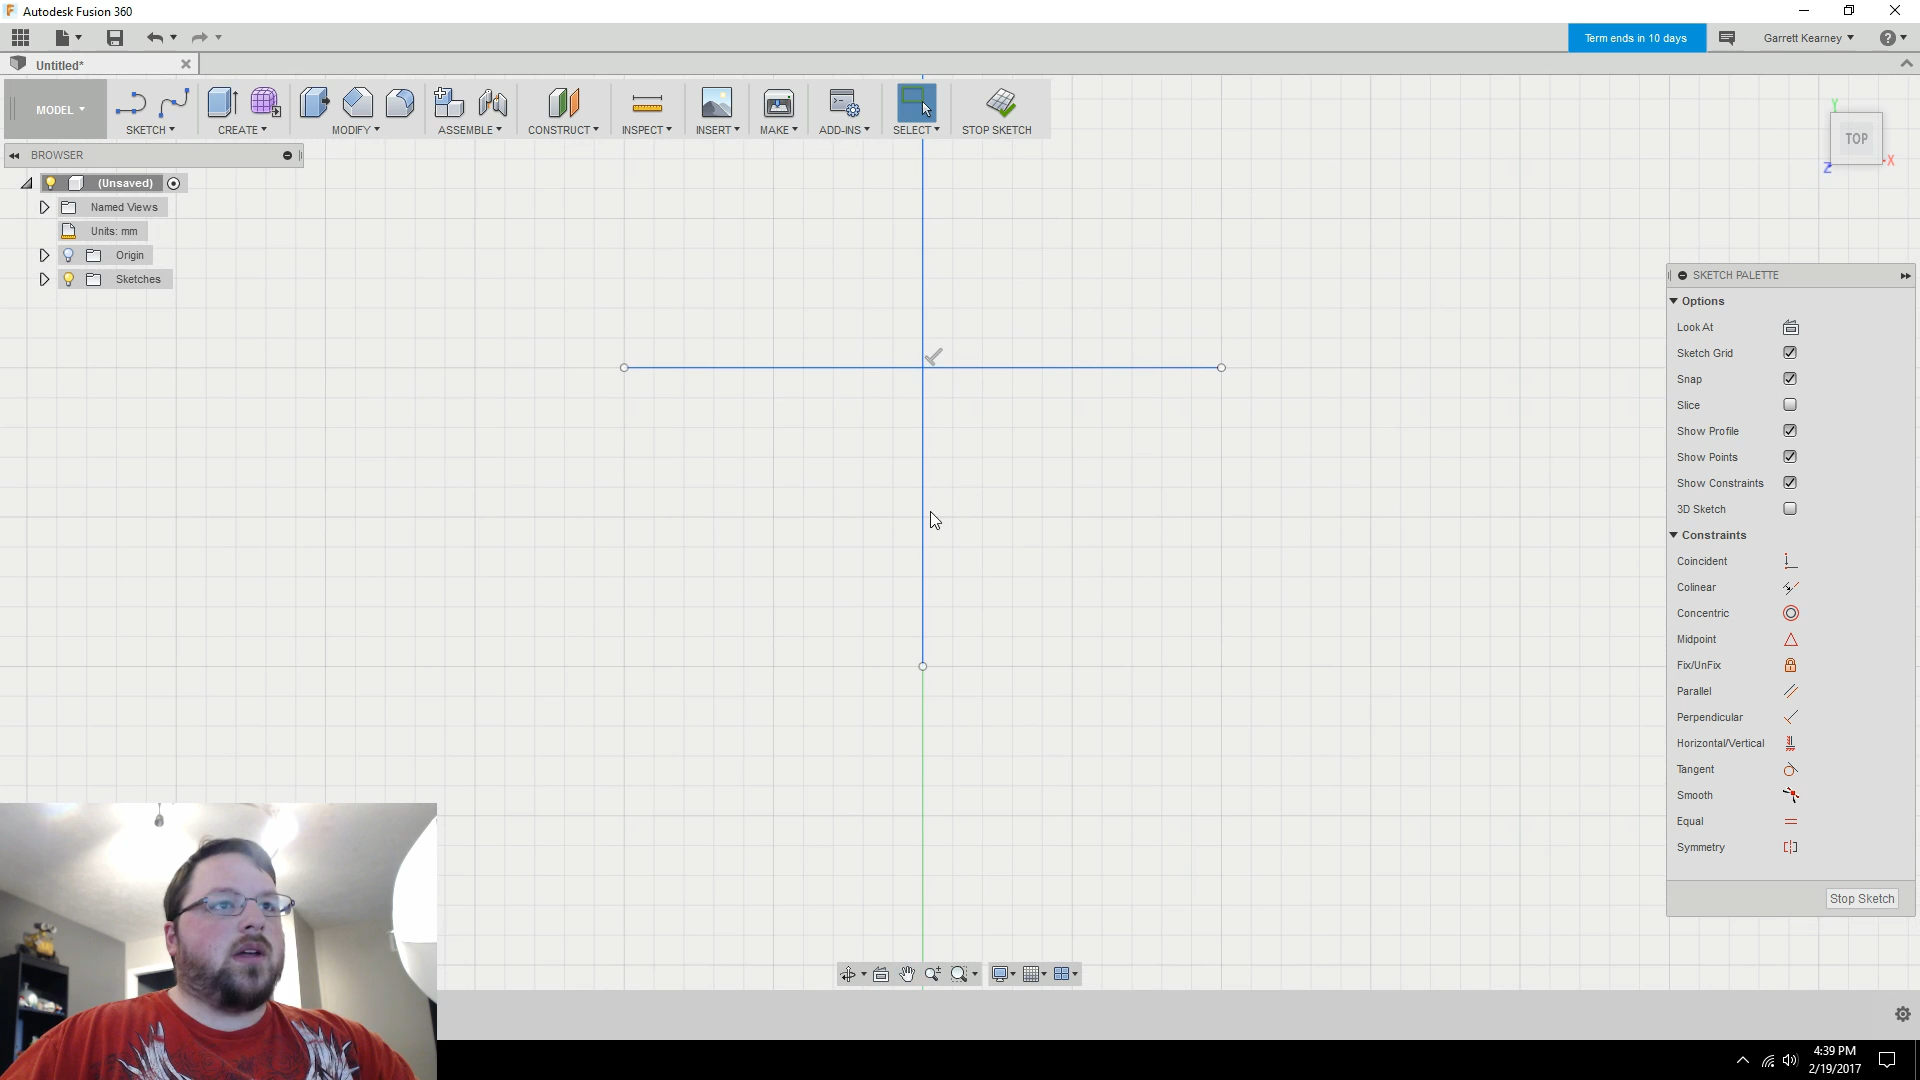 Autodesk Fusion 360
Term ends in 10 days
Garrett Kearney
Untitled*
MODEL
SKETCH
CREATE
MODIFY
ASSEMBLE
CONSTRUCT
INSPECT
INSERT
MAKE
ADD-INS
SELECT
STOP SKETCH
BROWSER
(Unsaved)
Named Views
Units: mm
Origin
Sketches
Y
TOP
X
Z
SKETCH PALETTE
Options
Look At
Sketch Grid
Snap
Slice
Show Profile
Show Points
Show Constraints
3D Sketch
Constraints
Coincident
Colinear
Concentric
Midpoint
Fix/UnFix
Parallel
Perpendicular
Horizontal/Vertical
Tangent
Smooth
Equal
Symmetry
Stop Sketch
4:39 PM
2/19/2017